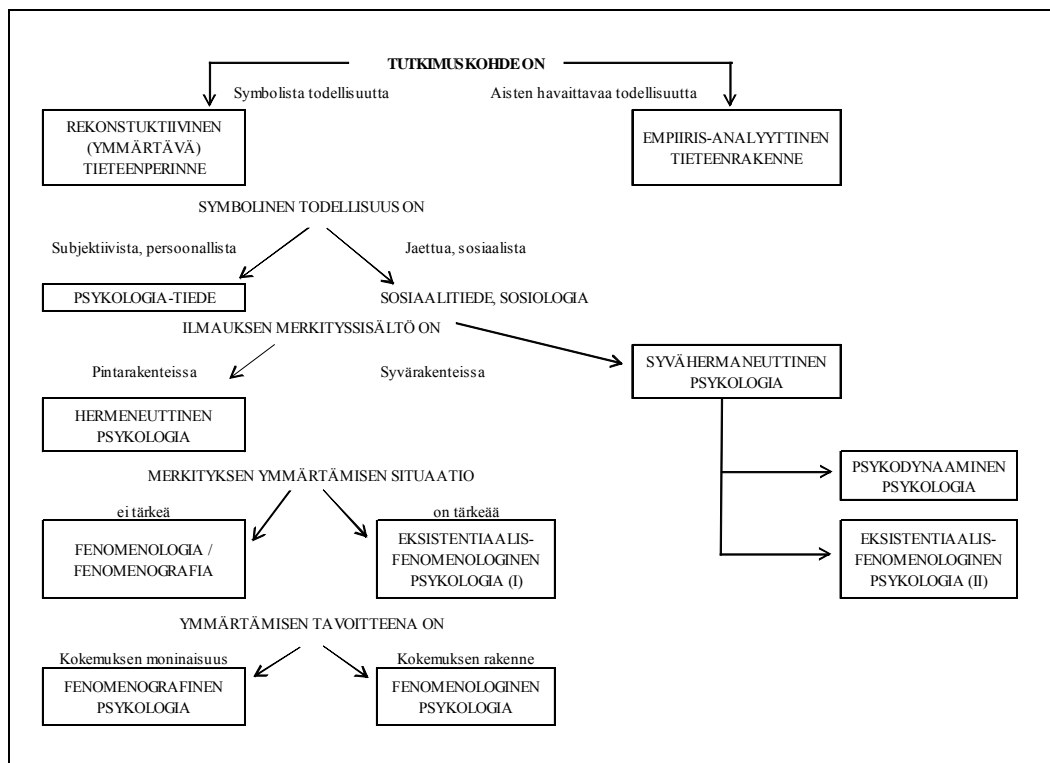 TUTKIMUSKOHDE ON
Symbolista todellisuutta
Aisten havaittavaa todellisuutta
REKONSTUKTIIVINEN
(YMMÄRTÄVÄ)
TIETEENPERINNE
EMPIIRIS-ANALYYTTINEN
TIETEENRAKENNE
SYMBOLINEN TODELLISUUS ON
Subjektiivista, persoonallista
Jaettua, sosiaalista
PSYKOLOGIA-TIEDE
SOSIAALITIEDE, SOSIOLOGIA
ILMAUKSEN MERKITYSSISÄLTÖ ON
Pintarakenteissa
Syvärakenteissa
SYVÄHERMANEUTTINEN
PSYKOLOGIA
HERMENEUTTINEN
PSYKOLOGIA
MERKITYKSEN YMMÄRTÄMISEN SITUAATIO
PSYKODYNAAMINEN
PSYKOLOGIA
ei tärkeä
on tärkeää
FENOMENOLOGIA /
FENOMENOGRAFIA
EKSISTENTIAALIS-
FENOMENOLOGINEN
PSYKOLOGIA (I)
EKSISTENTIAALIS-
FENOMENOLOGINEN
PSYKOLOGIA (II)
YMMÄRTÄMISEN TAVOITTEENA ON
Kokemuksen moninaisuus
Kokemuksen rakenne
FENOMENOGRAFINEN
PSYKOLOGIA
FENOMENOLOGINEN
PSYKOLOGIA